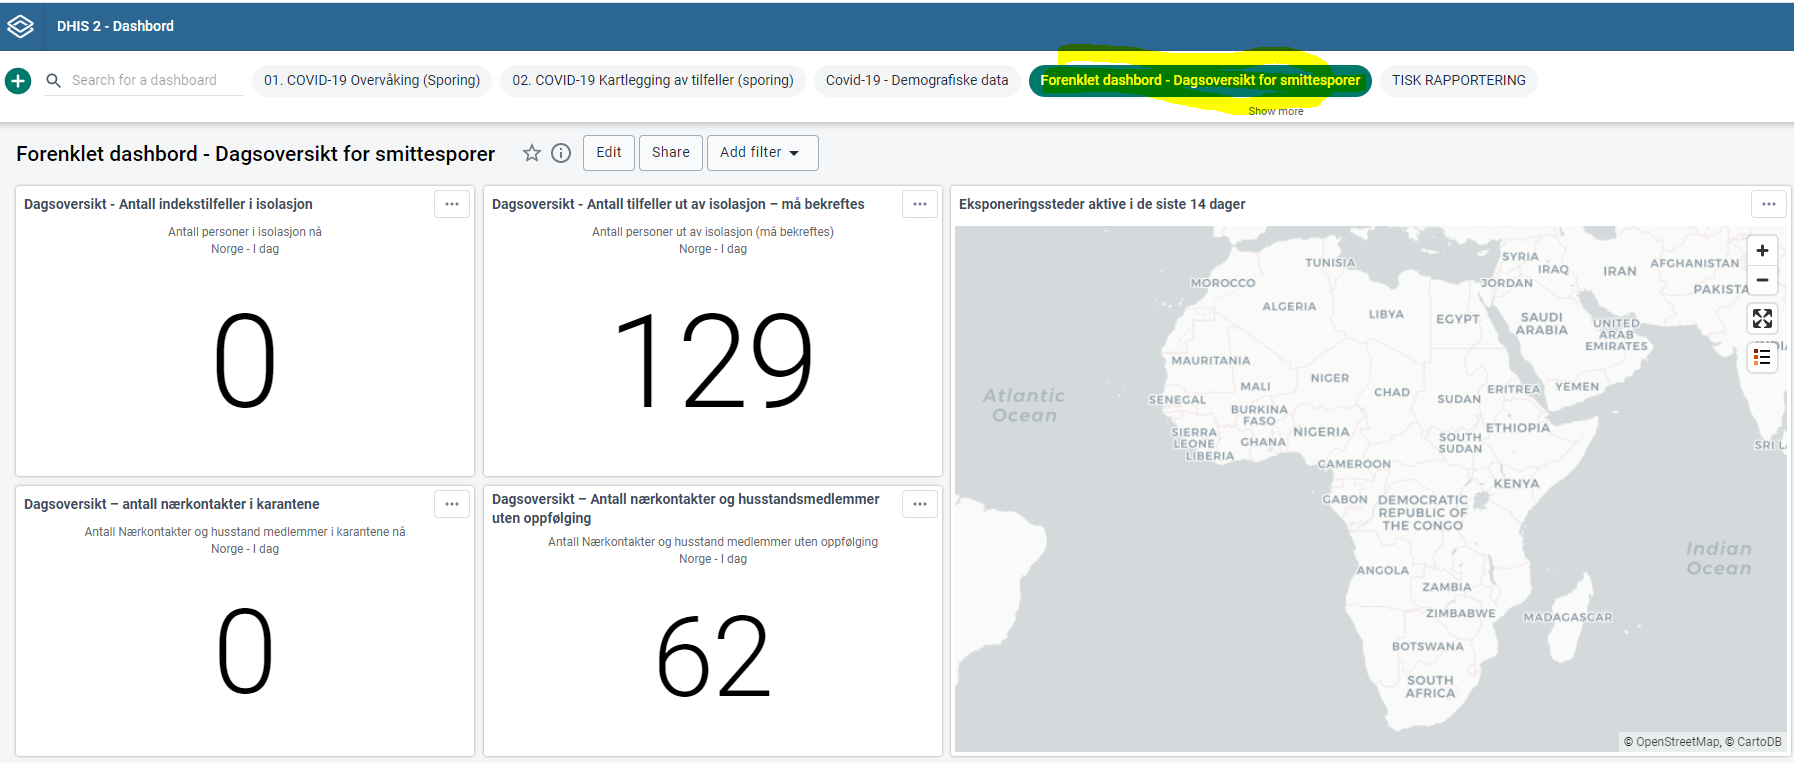 DHIS 2 - Dashbord
Search for a dashboard
01. COVID-19 Overvåking (Sporing)
02. COVID-19 Kartlegging av tilfeller (sporing)
Covid-19 - Demografiske data
Forenklet dashbord - Dagsoversikt for smittesporer
TISK RAPPORTERING
Show more
Forenklet dashbord - Dagsoversikt for smittesporer
Edit
Share
Add filter
Dagsoversikt - Antall indekstilfeller i isolasjon
Antall personer i isolasjon nå
Norge - I dag
0
Dagsoversikt - Antall tilfeller ut av isolasjon – må bekreftes
Antall personer ut av isolasjon (må bekreftes)
Norge - I dag
129
Dagsoversikt – antall nærkontakter i karantene
Antall Nærkontakter og husstand medlemmer i karantene nå
Norge - I dag
0
Dagsoversikt – Antall nærkontakter og husstandsmedlemmer
uten oppfølging
Antall Nærkontakter og husstand medlemmer uten oppfølging
Norge - I dag
62
Eksponeringssteder aktive i de siste 14 dager
TUNISIA
SYRIA
IRAQ
IRAN
AFGHANISTAN
MOROCCO
JORDAN
PAKISTA
ALGERIA
LIBYA
EGYPT
SAUDI
ARABIA
UNITED
ARAB
EMIRATES
MAURITANIA
MALI
NIGER
CHAD
SUDAN
ERITREA
YEMEN
Atlantic
Ocean
SENEGAL
BURKINA
FASO
SIERRA
LEONE
LIBERIA
GHANA
NIGERIA
SOUTH
SUDAN
ETHIOPIA
SRI L
CAMEROON
KENYA
GABON
DEMOCRATIC
REPUBLIC OF
THE CONGO
Indian
Ocean
ANGOLA
ZAMBIA
ZIMBABWE
MADAGASCAR
BOTSWANA
SOUTH
AFRICA
© OpenStreetMap, © CartoDB